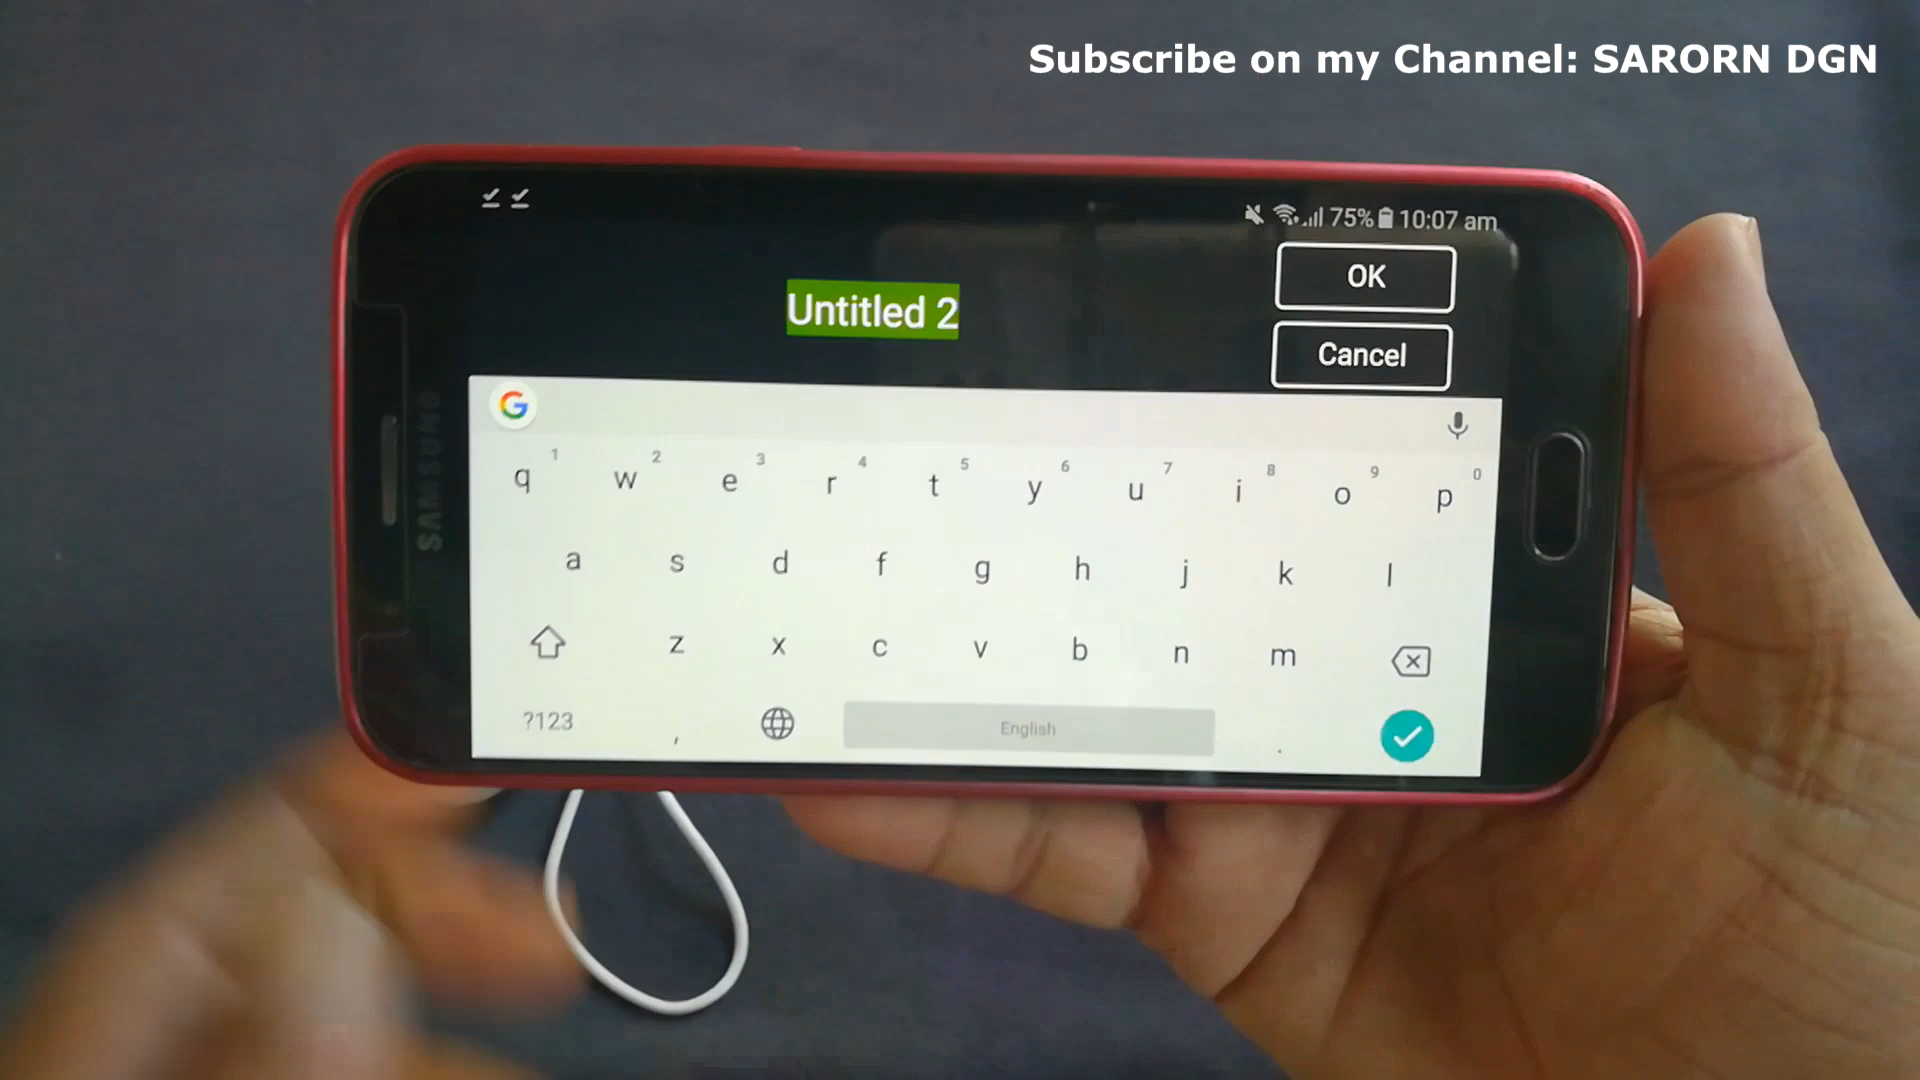 Subscribe on my Channel: SARORN DGN
75% 10:07 am
OK
Untitled 2
Cancel
SAMSUNG
G
1 2 3 4 5 6 7 8 9 0
q w e r t y u i o p
a s d f g h j k l
z x c v b n m
?123 , English .